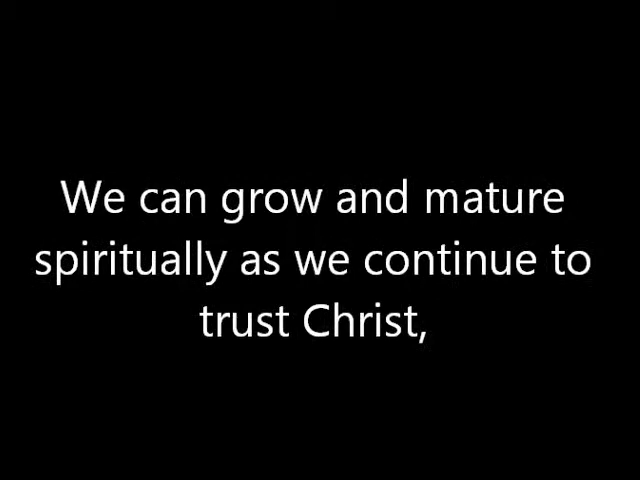 We can grow and mature
spiritually as we continue to
trust Christ,